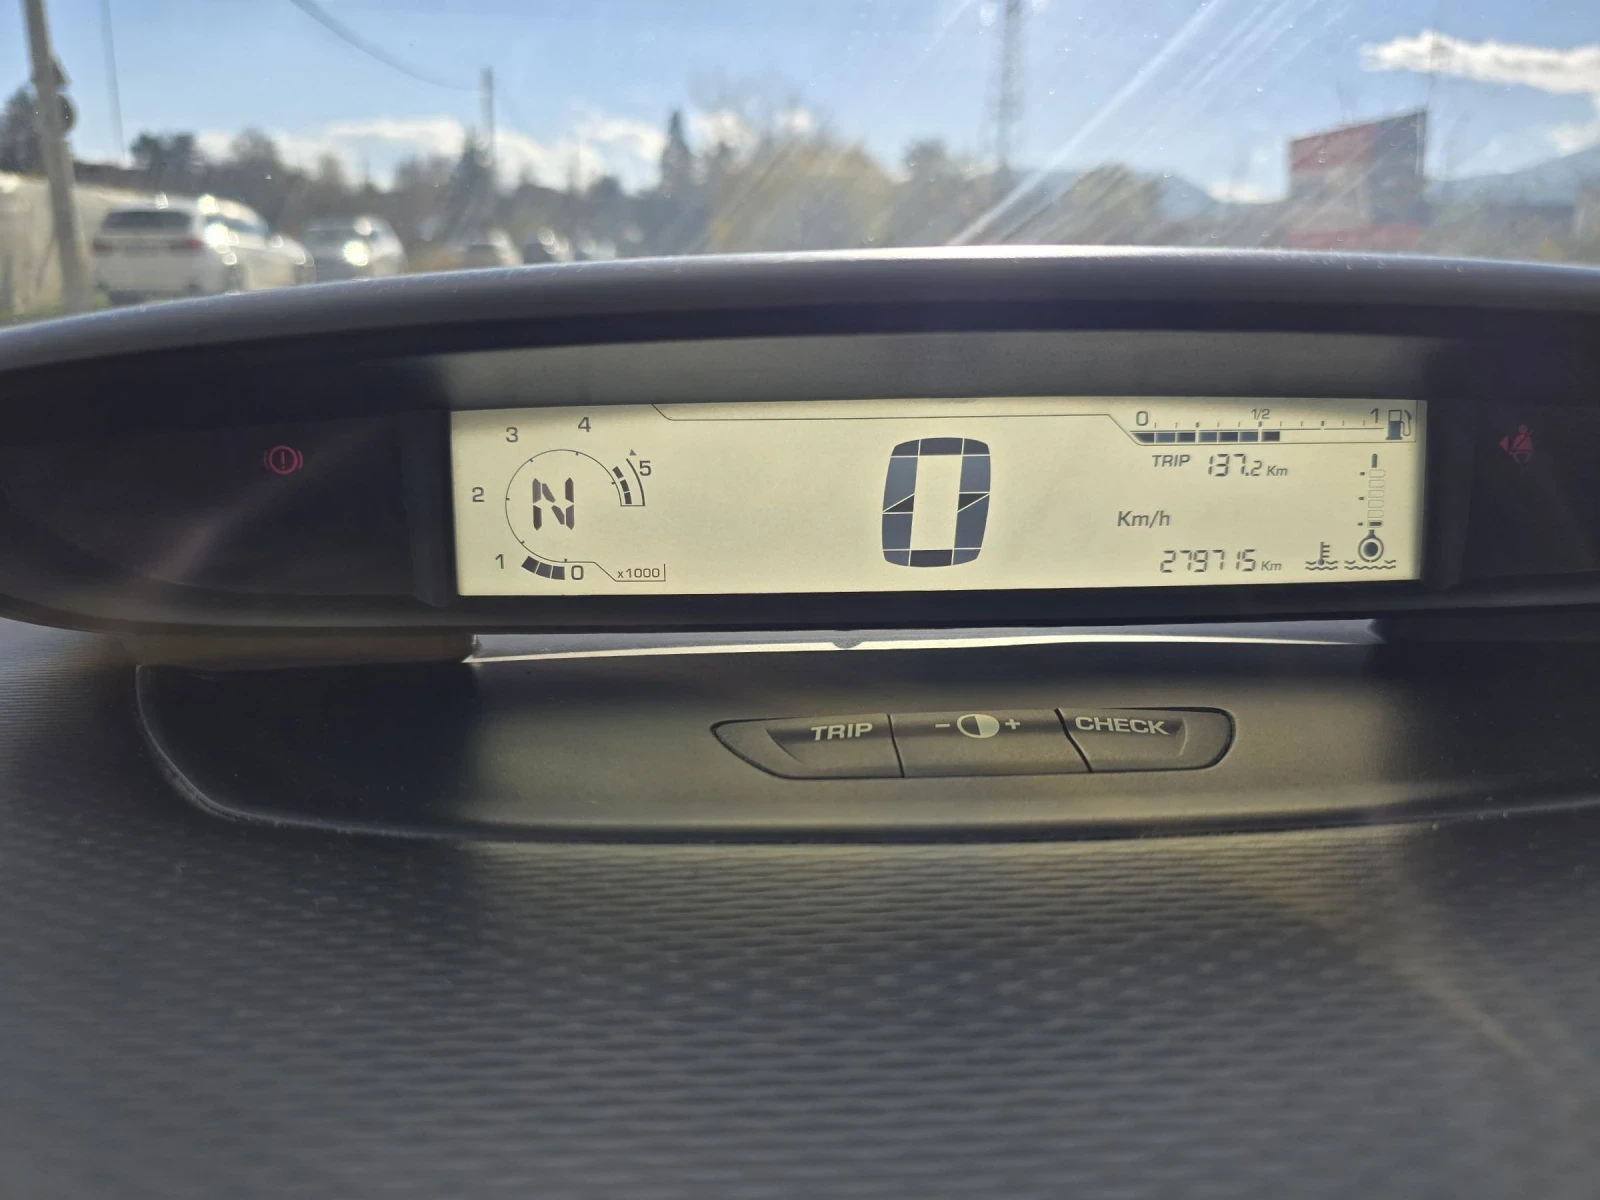 0 1/2 1
TRIP 137.2 Km
4
3
5
2
N
0
Km/h
1
0
x1000
279715 Km
TRIP - + CHECK